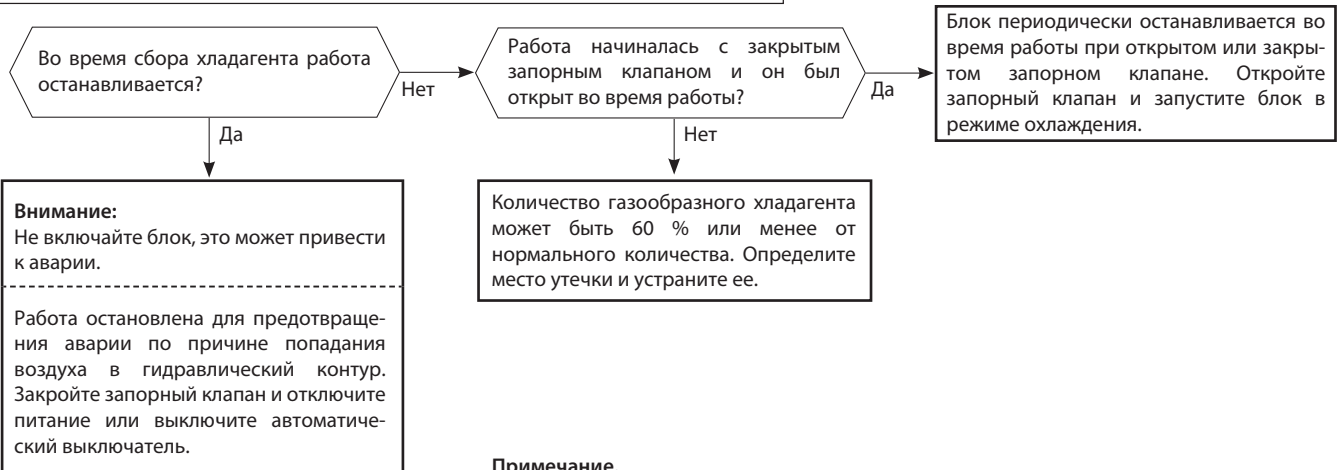 Во время сбора хладагента работа
останавливается?
Нет
Да
Работа начиналась с закрытым
запорным клапаном и он был
открыт во время работы?
Да
Нет
Блок периодически останавливается во
время работы при открытом или закры-
том запорном клапане. Откройте
запорный клапан и запустите блок в
режиме охлаждения.
Внимание:
Не включайте блок, это может привести
к аварии.
Работа остановлена для предотвраще-
ния аварии по причине попадания
воздуха в гидравлический контур.
Закройте запорный клапан и отключите
питание или выключите автоматиче-
ский выключатель.
Количество газообразного хладагента
может быть 60 % или менее от
нормального количества. Определите
место утечки и устраните ее.
Примечание.